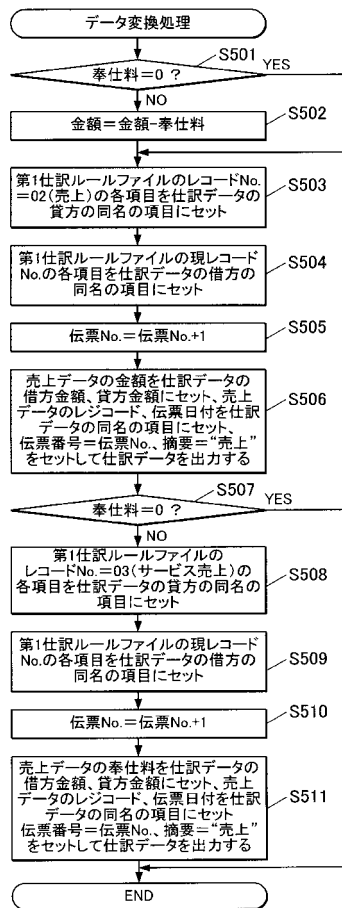 データ変換処理
S501
奉仕料=0 ?
YES
NO
S502
金額=金額-奉仕料
S503
第1仕訳ルールファイルのレコードNo.
=02(売上)の各項目を仕訳データの
貸方の同名の項目にセット
S504
第1仕訳ルールファイルの現レコード
No.の各項目を仕訳データの借方の
同名の項目にセット
S505
伝票No.=伝票No.+1
S506
売上データの金額を仕訳データの
借方金額、貸方金額にセット、売上
データのレジコード、伝票日付を仕訳
データの同名の項目にセット、
伝票番号=伝票No.、摘要="売上"
をセットして仕訳データを出力する
S507
奉仕料=0 ?
YES
NO
S508
第1仕訳ルールファイルの
レコードNo.=03(サービス売上)の
各項目を仕訳データの貸方の同名の
項目にセット
S509
第1仕訳ルールファイルの現レコード
No.の各項目を仕訳データの借方の
同名の項目にセット
S510
伝票No.=伝票No.+1
S511
売上データの奉仕料を仕訳データの
借方金額、貸方金額にセット、売上
データのレジコード、伝票日付を仕訳
データの同名の項目にセット
伝票番号=伝票No.、摘要="売上"
をセットして仕訳データを出力する
END